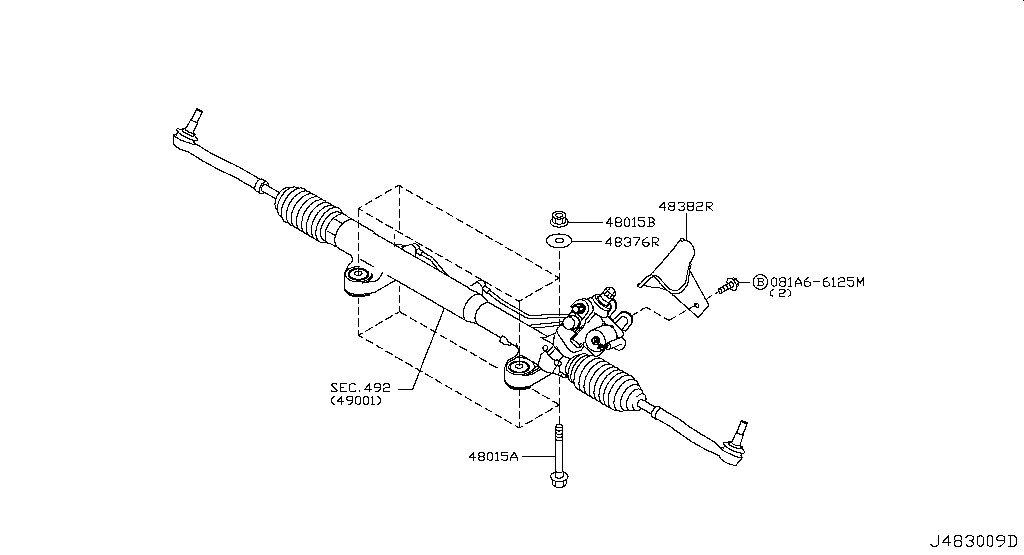 48382R
48015B
48376R
B 081A6-6125M
(2)
SEC.492
(49001)
48015A
J483009D